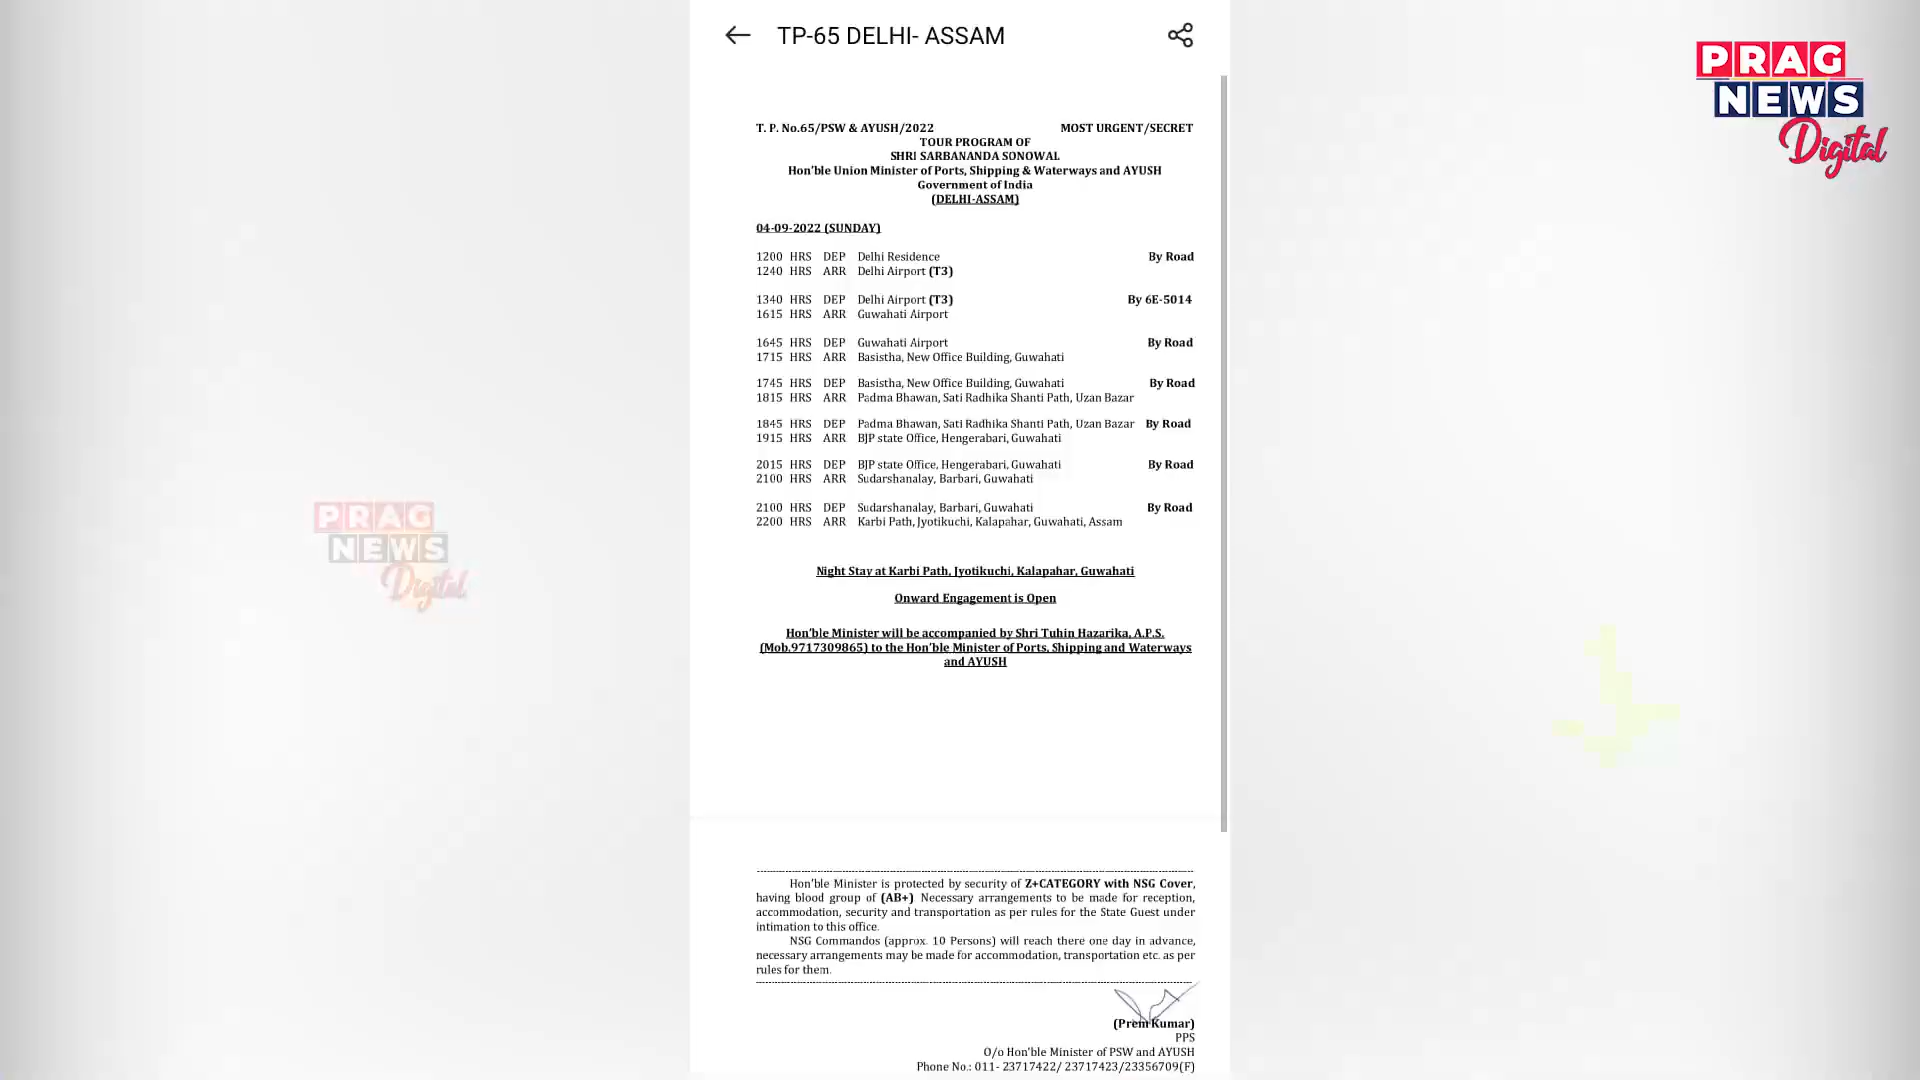 TP-65 DELHI- ASSAM
PRAG
NEWS
Digital
T. P. No.65/PSW & AYUSH/2022 MOST URGENT/SECRET
TOUR PROGRAM OF
SHRI SARBANANDA SONOWAL
Hon'ble Union Minister of Ports, Shipping & Waterways and AYUSH
Government of India
(DELHI-ASSAM)
04-09-2022 (SUNDAY)
1200 HRS DEP Delhi Residence By Road
1240 HRS ARR Delhi Airport (T3)
1340 HRS DEP Delhi Airport (T3) By 6E-5014
1615 HRS ARR Guwahati Airport
1645 HRS DEP Guwahati Airport By Road
1715 HRS ARR Basistha, New Office Building, Guwahati
1745 HRS DEP Basistha, New Office Building, Guwahati By Road
1815 HRS ARR Padma Bhawan, Sati Radhika Shanti Path, Uzan Bazar
1845 HRS DEP Padma Bhawan, Sati Radhika Shanti Path, Uzan Bazar By Road
1915 HRS ARR BJP state Office, Hengerabari, Guwahati
2015 HRS DEP BJP state Office, Hengerabari, Guwahati By Road
2100 HRS ARR Sudarshanalay, Barbari, Guwahati
2100 HRS DEP Sudarshanalay, Barbari, Guwahati By Road
2200 HRS ARR Karbi Path, Jyotikuchi, Kalapahar, Guwahati, Assam
PRAG
NEWS
Digital
Night Stay at Karbi Path, Jyotikuchi, Kalapahar, Guwahati
Onward Engagement is Open
Hon'ble Minister will be accompanied by Shri Tuhin Hazarika, A.P.S.
(Mob.9717309865) to the Hon'ble Minister of Ports, Shipping and Waterways
and AYUSH
Hon'ble Minister is protected by security of Z+CATEGORY with NSG Cover,
having blood group of (AB+) Necessary arrangements to be made for reception,
accommodation, security and transportation as per rules for the State Guest under
intimation to this office.
NSG Commandos (approx. 10 Persons) will reach there one day in advance,
necessary arrangements may be made for accommodation, transportation etc. as per
rules for them.
(Prem Kumar)
PPS
O/o Hon'ble Minister of PSW and AYUSH
Phone No.: 011- 23717422/ 23717423/23356709(F)